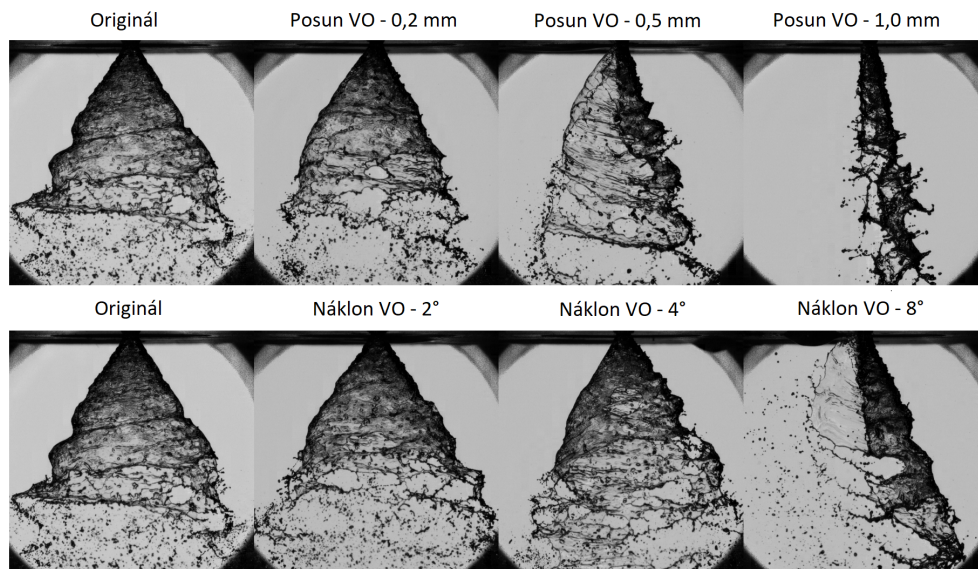 Originál
Posun VO - 0,2 mm
Posun VO - 0,5 mm
Posun VO - 1,0 mm
Originál
Náklon VO - 2°
Náklon VO - 4°
Náklon VO - 8°